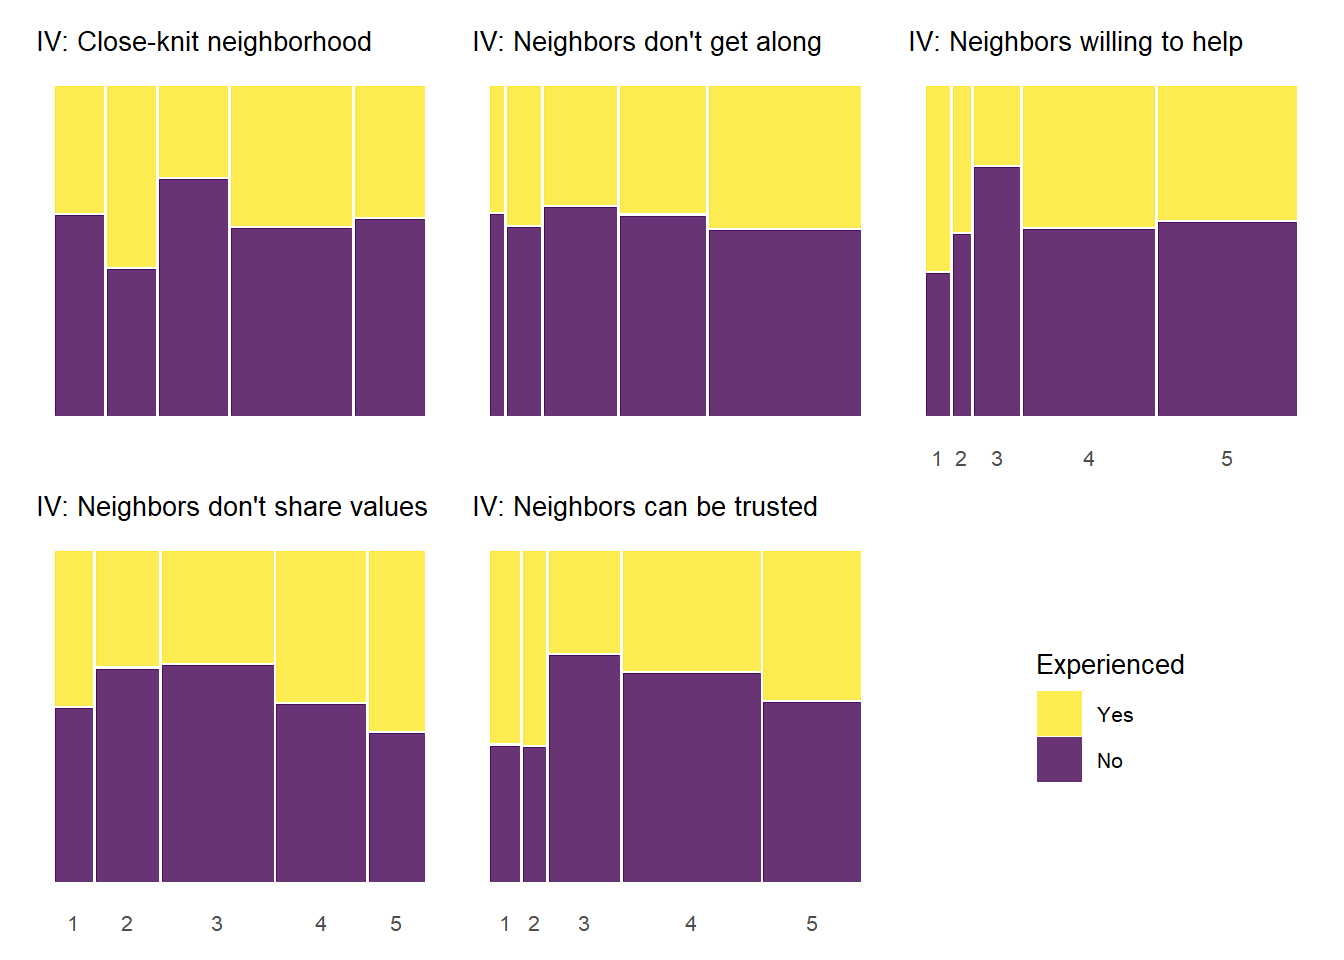 IV: Close-knit neighborhood
IV: Neighbors don't get along
IV: Neighbors willing to help
1 2 3 4 5
IV: Neighbors don't share values
IV: Neighbors can be trusted
Experienced
Yes
No
1 2 3 4 5
1 2 3 4 5